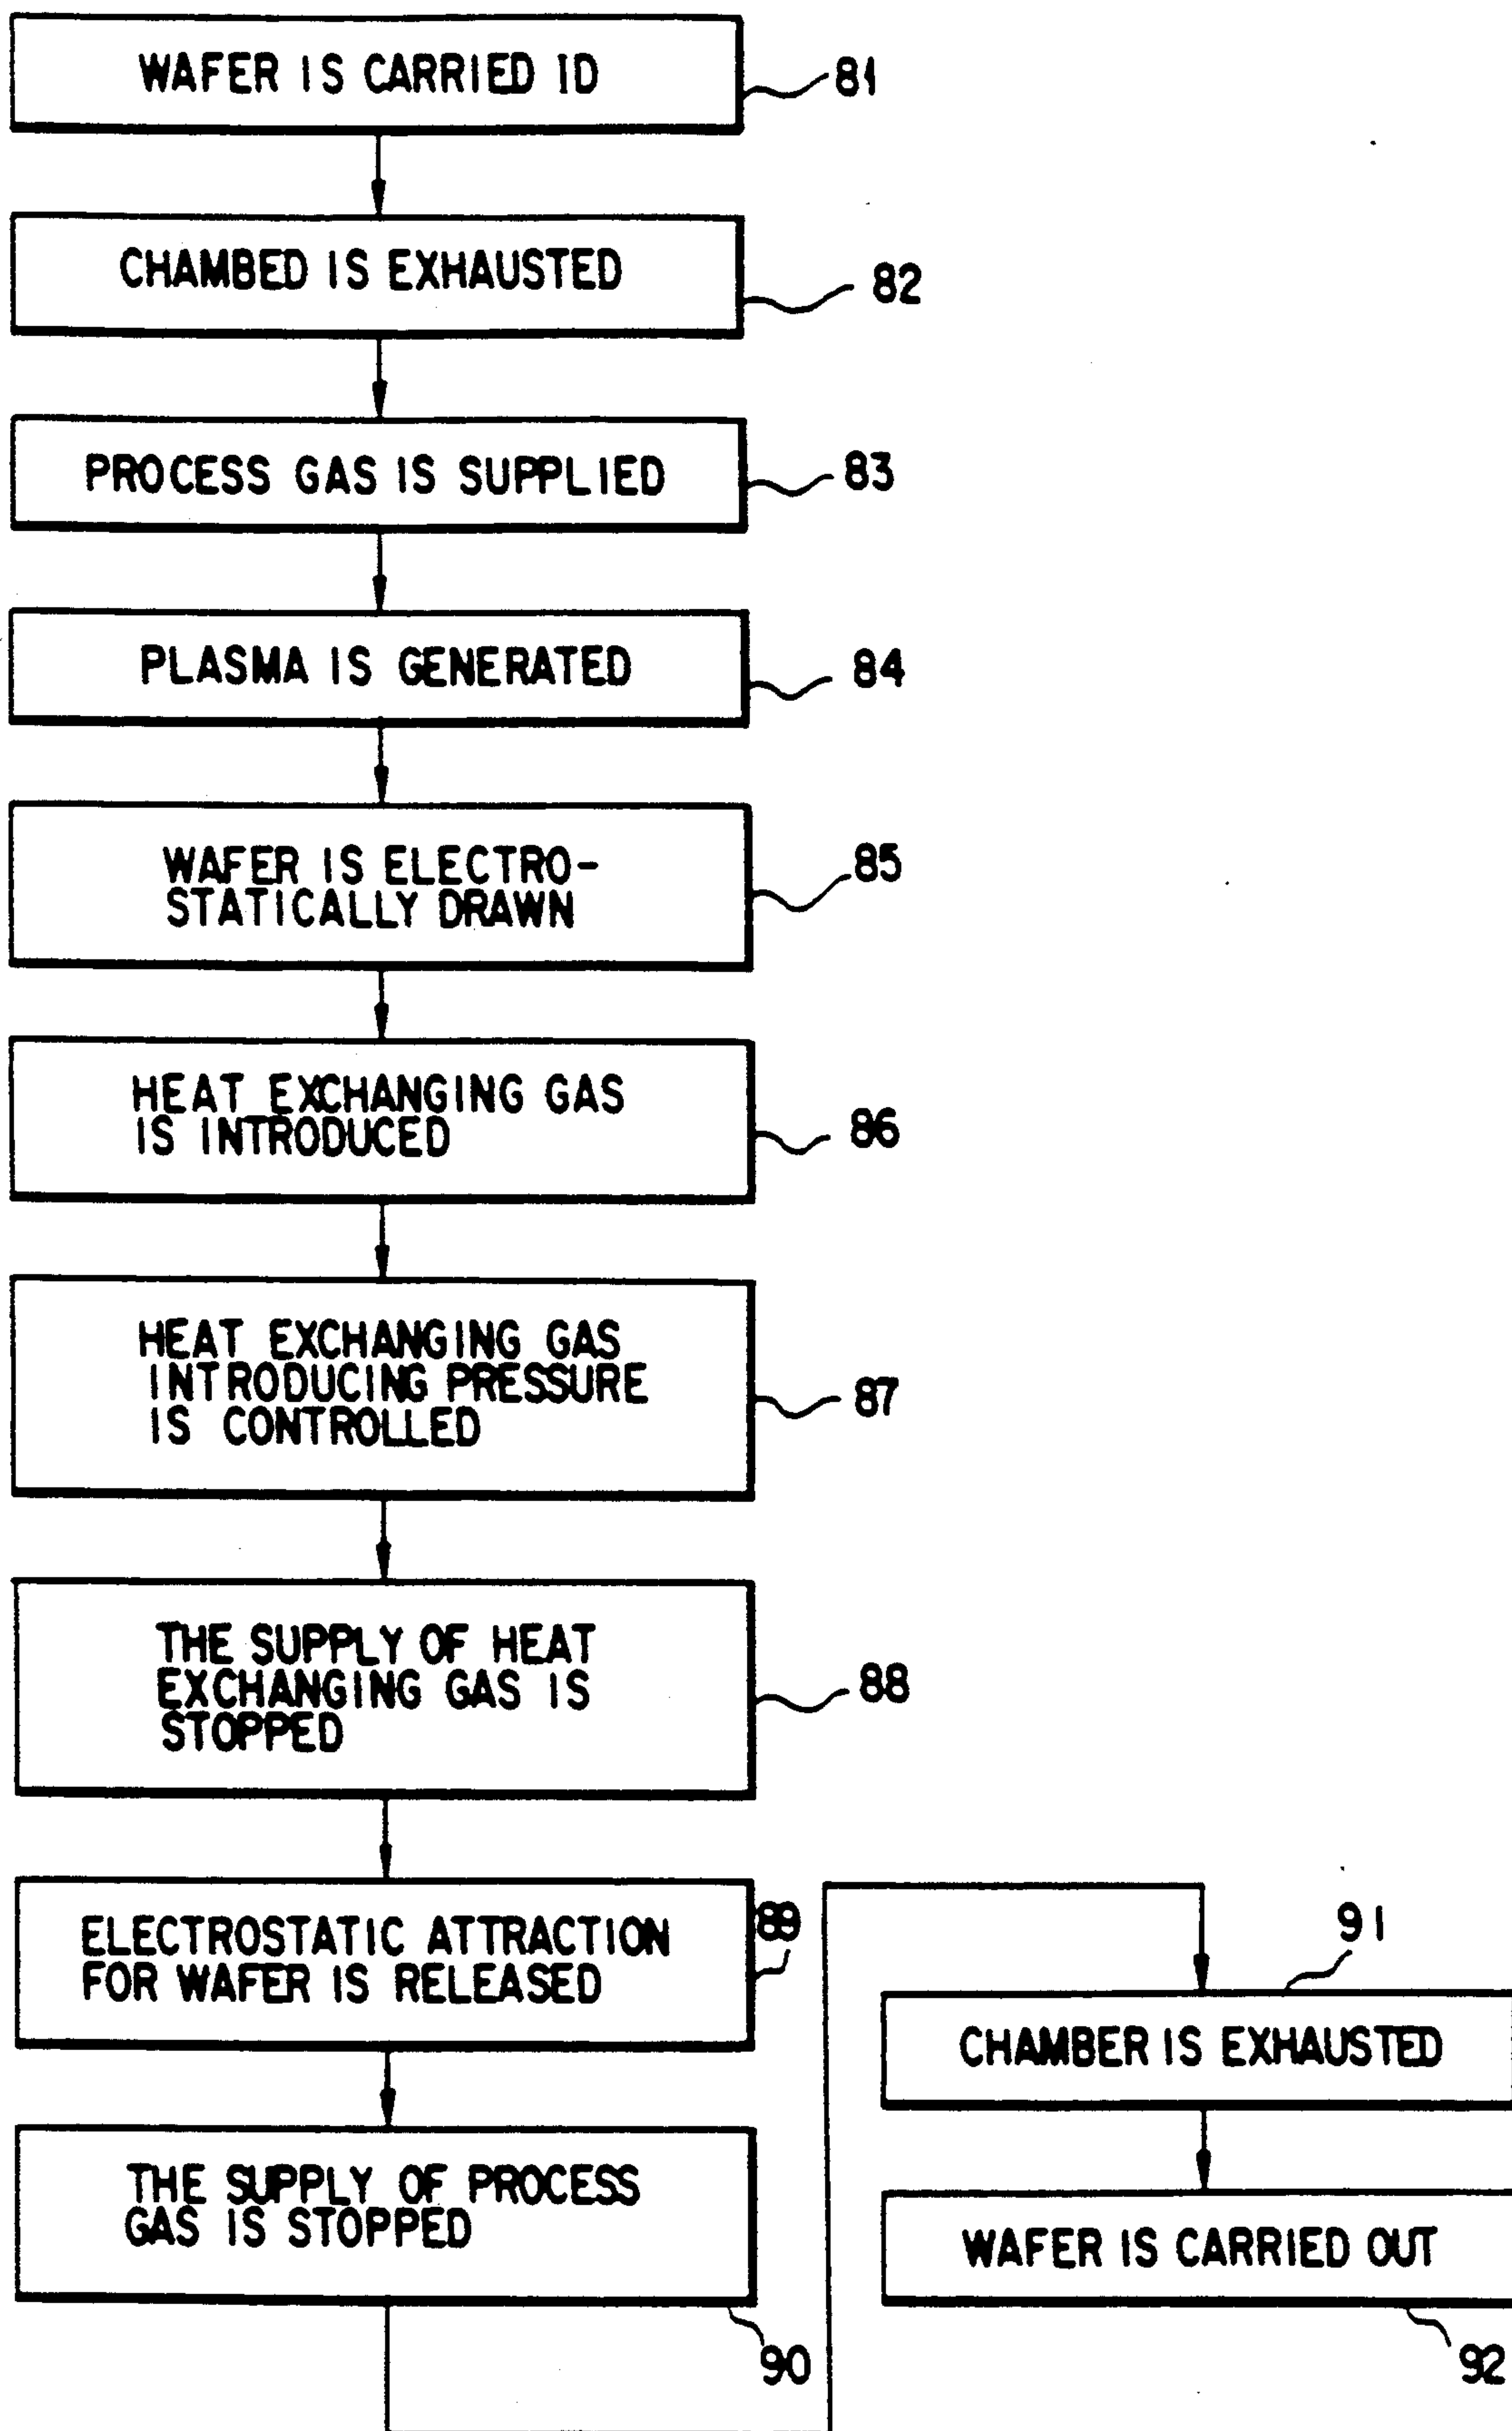 WAFER IS CARRIED ID
81
CHAMBED IS EXHAUSTED
82
PROCESS GAS IS SUPPLIED
83
PLASMA IS GENERATED
84
WAFER IS ELECTRO-
STATICALLY DRAWN
85
HEAT EXCHANGING GAS
IS INTRODUCED
86
HEAT EXCHANGING GAS
INTRODUCING PRESSURE
IS CONTROLLED
87
THE SUPPLY OF HEAT
EXCHANGING GAS IS
STOPPED
88
ELECTROSTATIC ATTRACTION
FOR WAFER IS RELEASED
89
THE SUPPLY OF PROCESS
GAS IS STOPPED
90
91
CHAMBER IS EXHAUSTED
WAFER IS CARRIED OUT
92